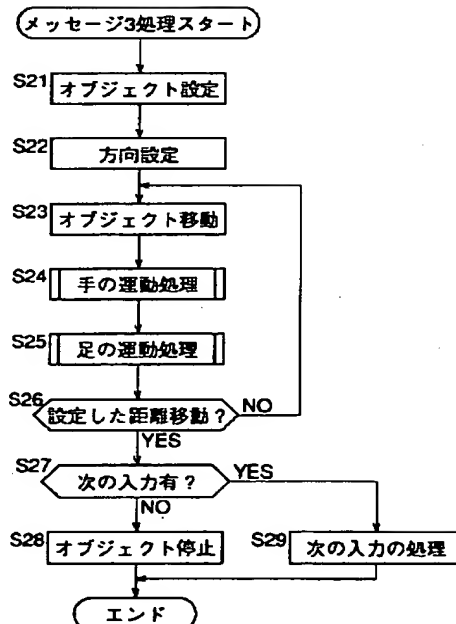 メッセージ3処理スタート
S21 オブジェクト設定
S22 方向設定
S23 オブジェクト移動
S24 手の運動処理
S25 足の運動処理
S26 設定した距離移動? NO
YES
S27 次の入力有? YES
NO
S28 オブジェクト停止 S29 次の入力の処理
エンド